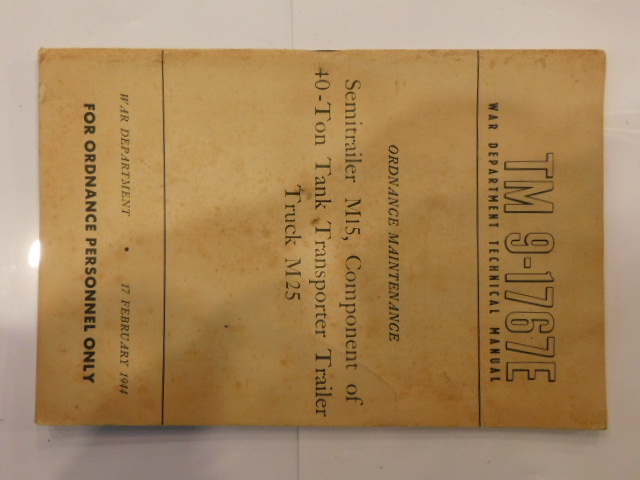 TM 9-1767E
WAR DEPARTMENT TECHNICAL MANUAL
ORDNANCE MAINTENANCE
Semitrailer M15, Component of
40-Ton Tank Transporter Trailer
Truck M25
WAR DEPARTMENT • 17 FEBRUARY 1944
FOR ORDNANCE PERSONNEL ONLY